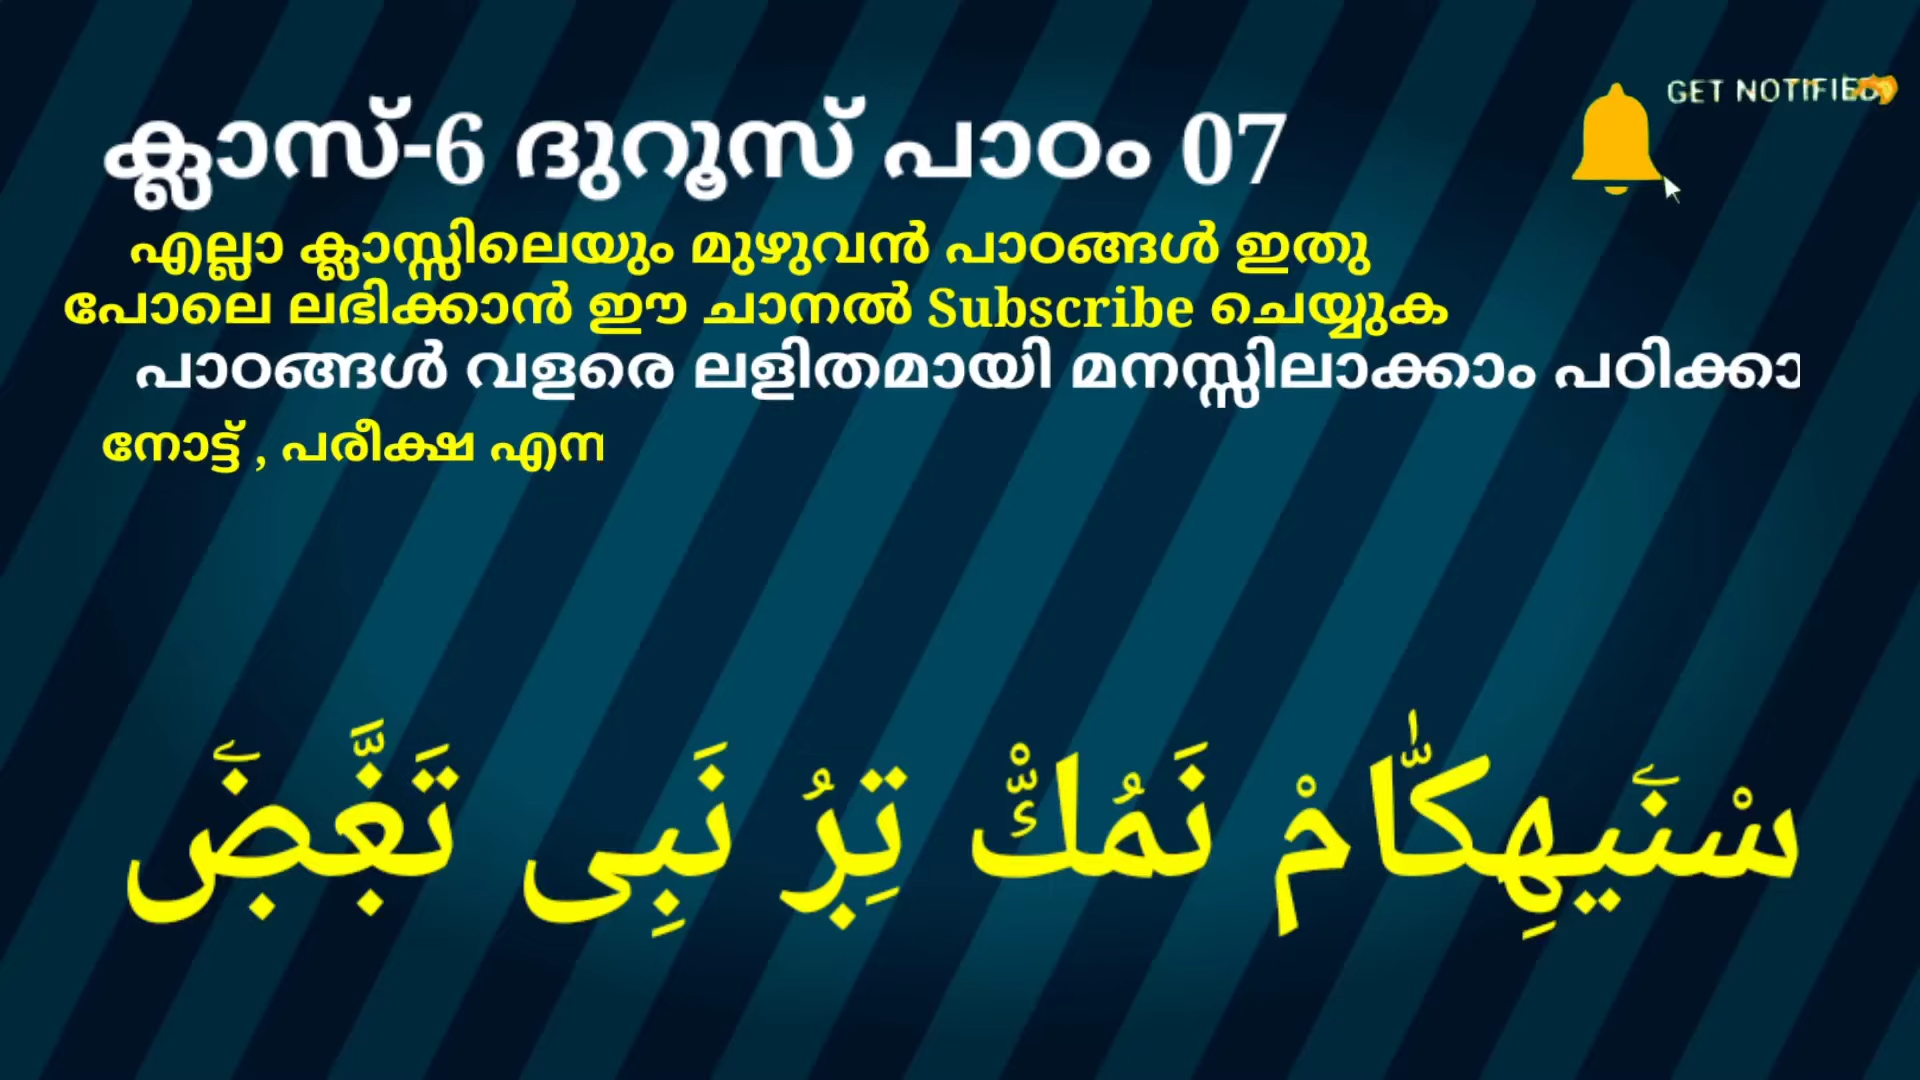 ക്ലാസ്-6 ദുറൂസ് പാഠം 07
GET NOTIFIED
എല്ലാ ക്ലാസ്സിലെയും മുഴുവൻ പാഠങ്ങൾ ഇതു
പോലെ ലഭിക്കാൻ ഈ ചാനൽ Subscribe ചെയ്യുക
പാഠങ്ങൾ വളരെ ലളിതമായി മനസ്സിലാക്കാം പഠിക്കാ
നോട്ട് , പരീക്ഷ എന
سْنَيٜهِكّٰامْ نَمُكّْ تِرُ نَبِى تَغَّضٜ